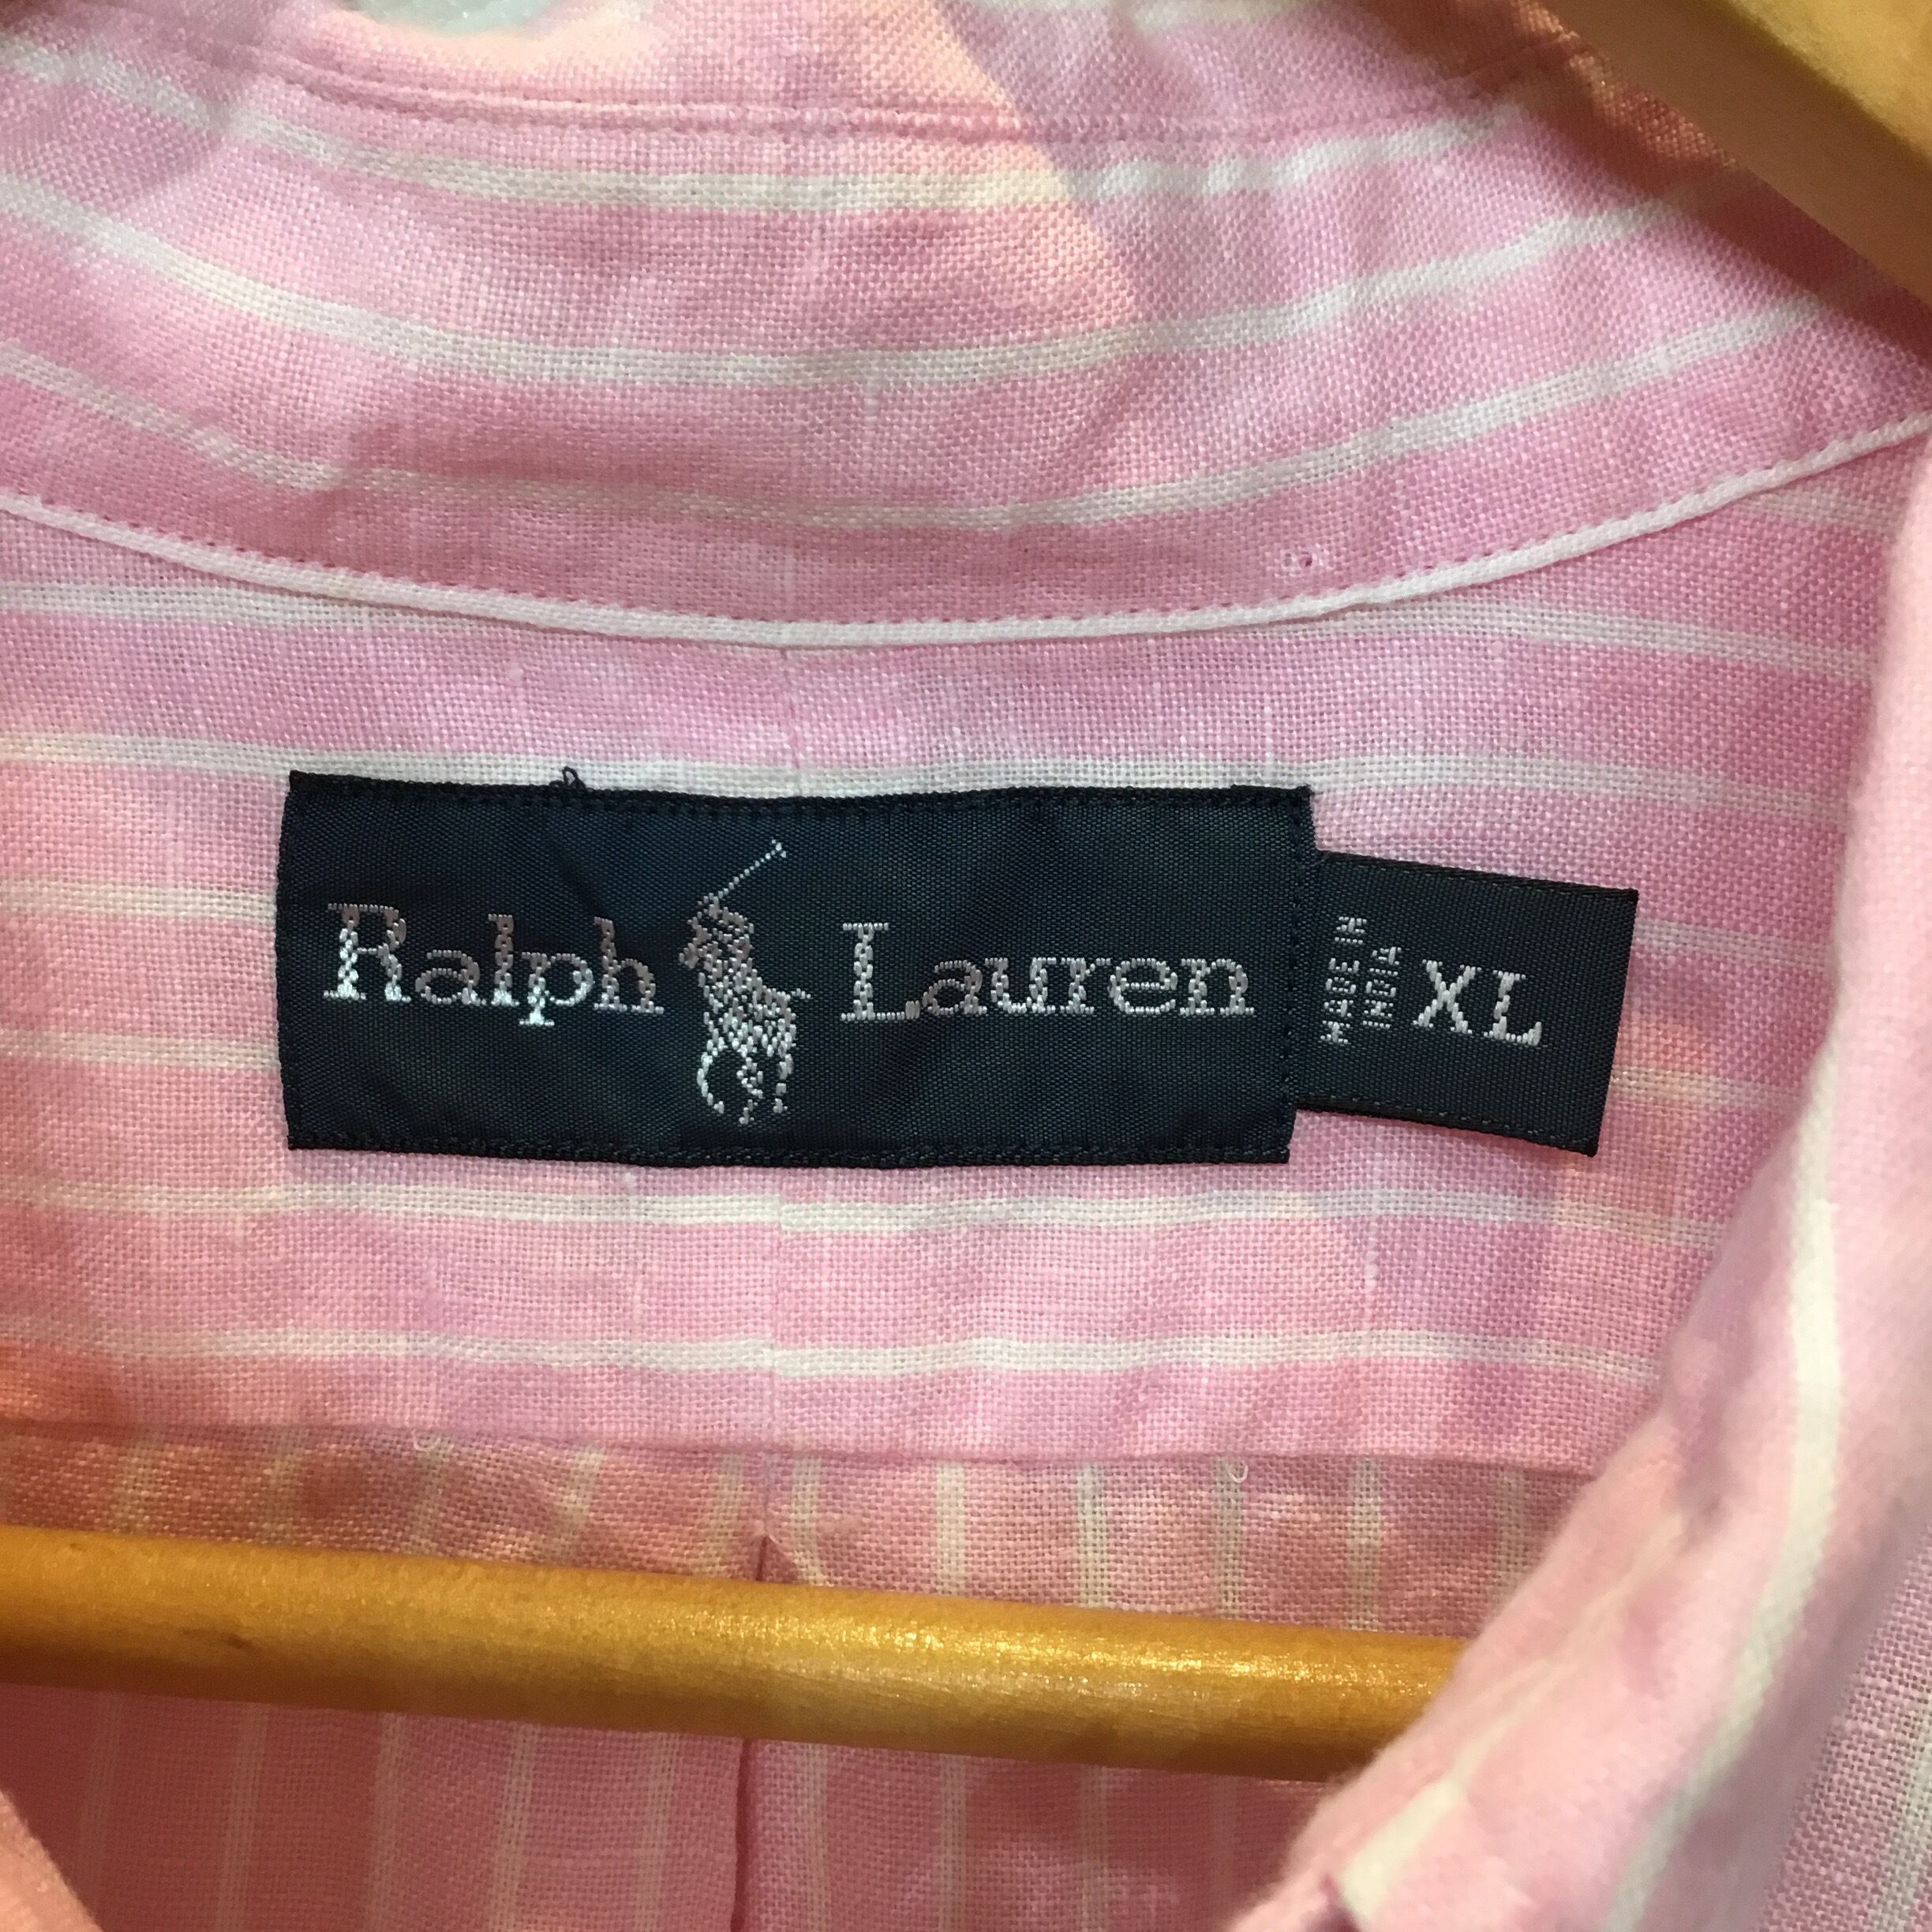 Ralph Lauren
MADE IN
INDIA
XL